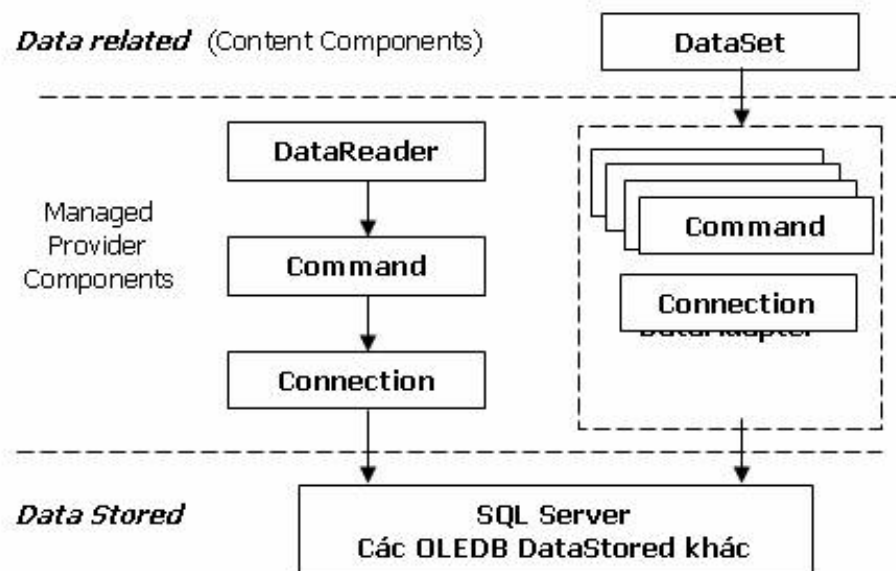 Data related (Content Components)
DataSet
DataReader
Managed
Provider
Components
Command
Command
Connection
DataAdapter
Connection
Data Stored
SQL Server
Các OLEDB DataStored khác